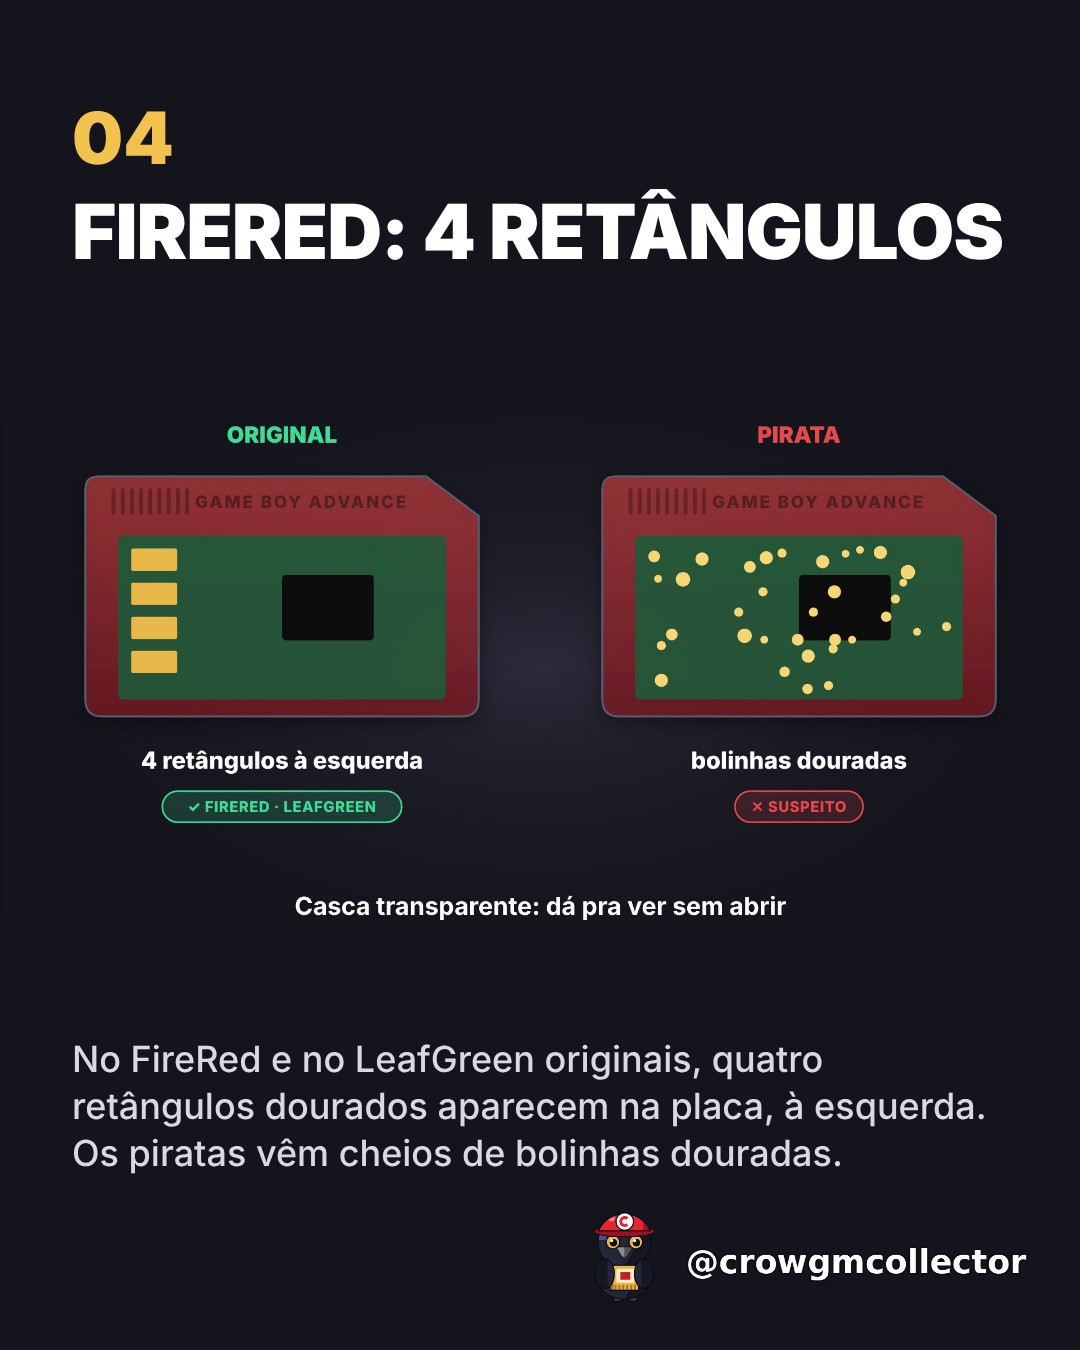 04
FIRERED: 4 RETÂNGULOS
ORIGINAL
PIRATA
GAME BOY ADVANCE
GAME BOY ADVANCE
4 retângulos à esquerda
bolinhas douradas
✓ FIRERED · LEAFGREEN
✕ SUSPEITO
Casca transparente: dá pra ver sem abrir
No FireRed e no LeafGreen originais, quatro
retângulos dourados aparecem na placa, à esquerda.
Os piratas vêm cheios de bolinhas douradas.
C
@crowgmcollector